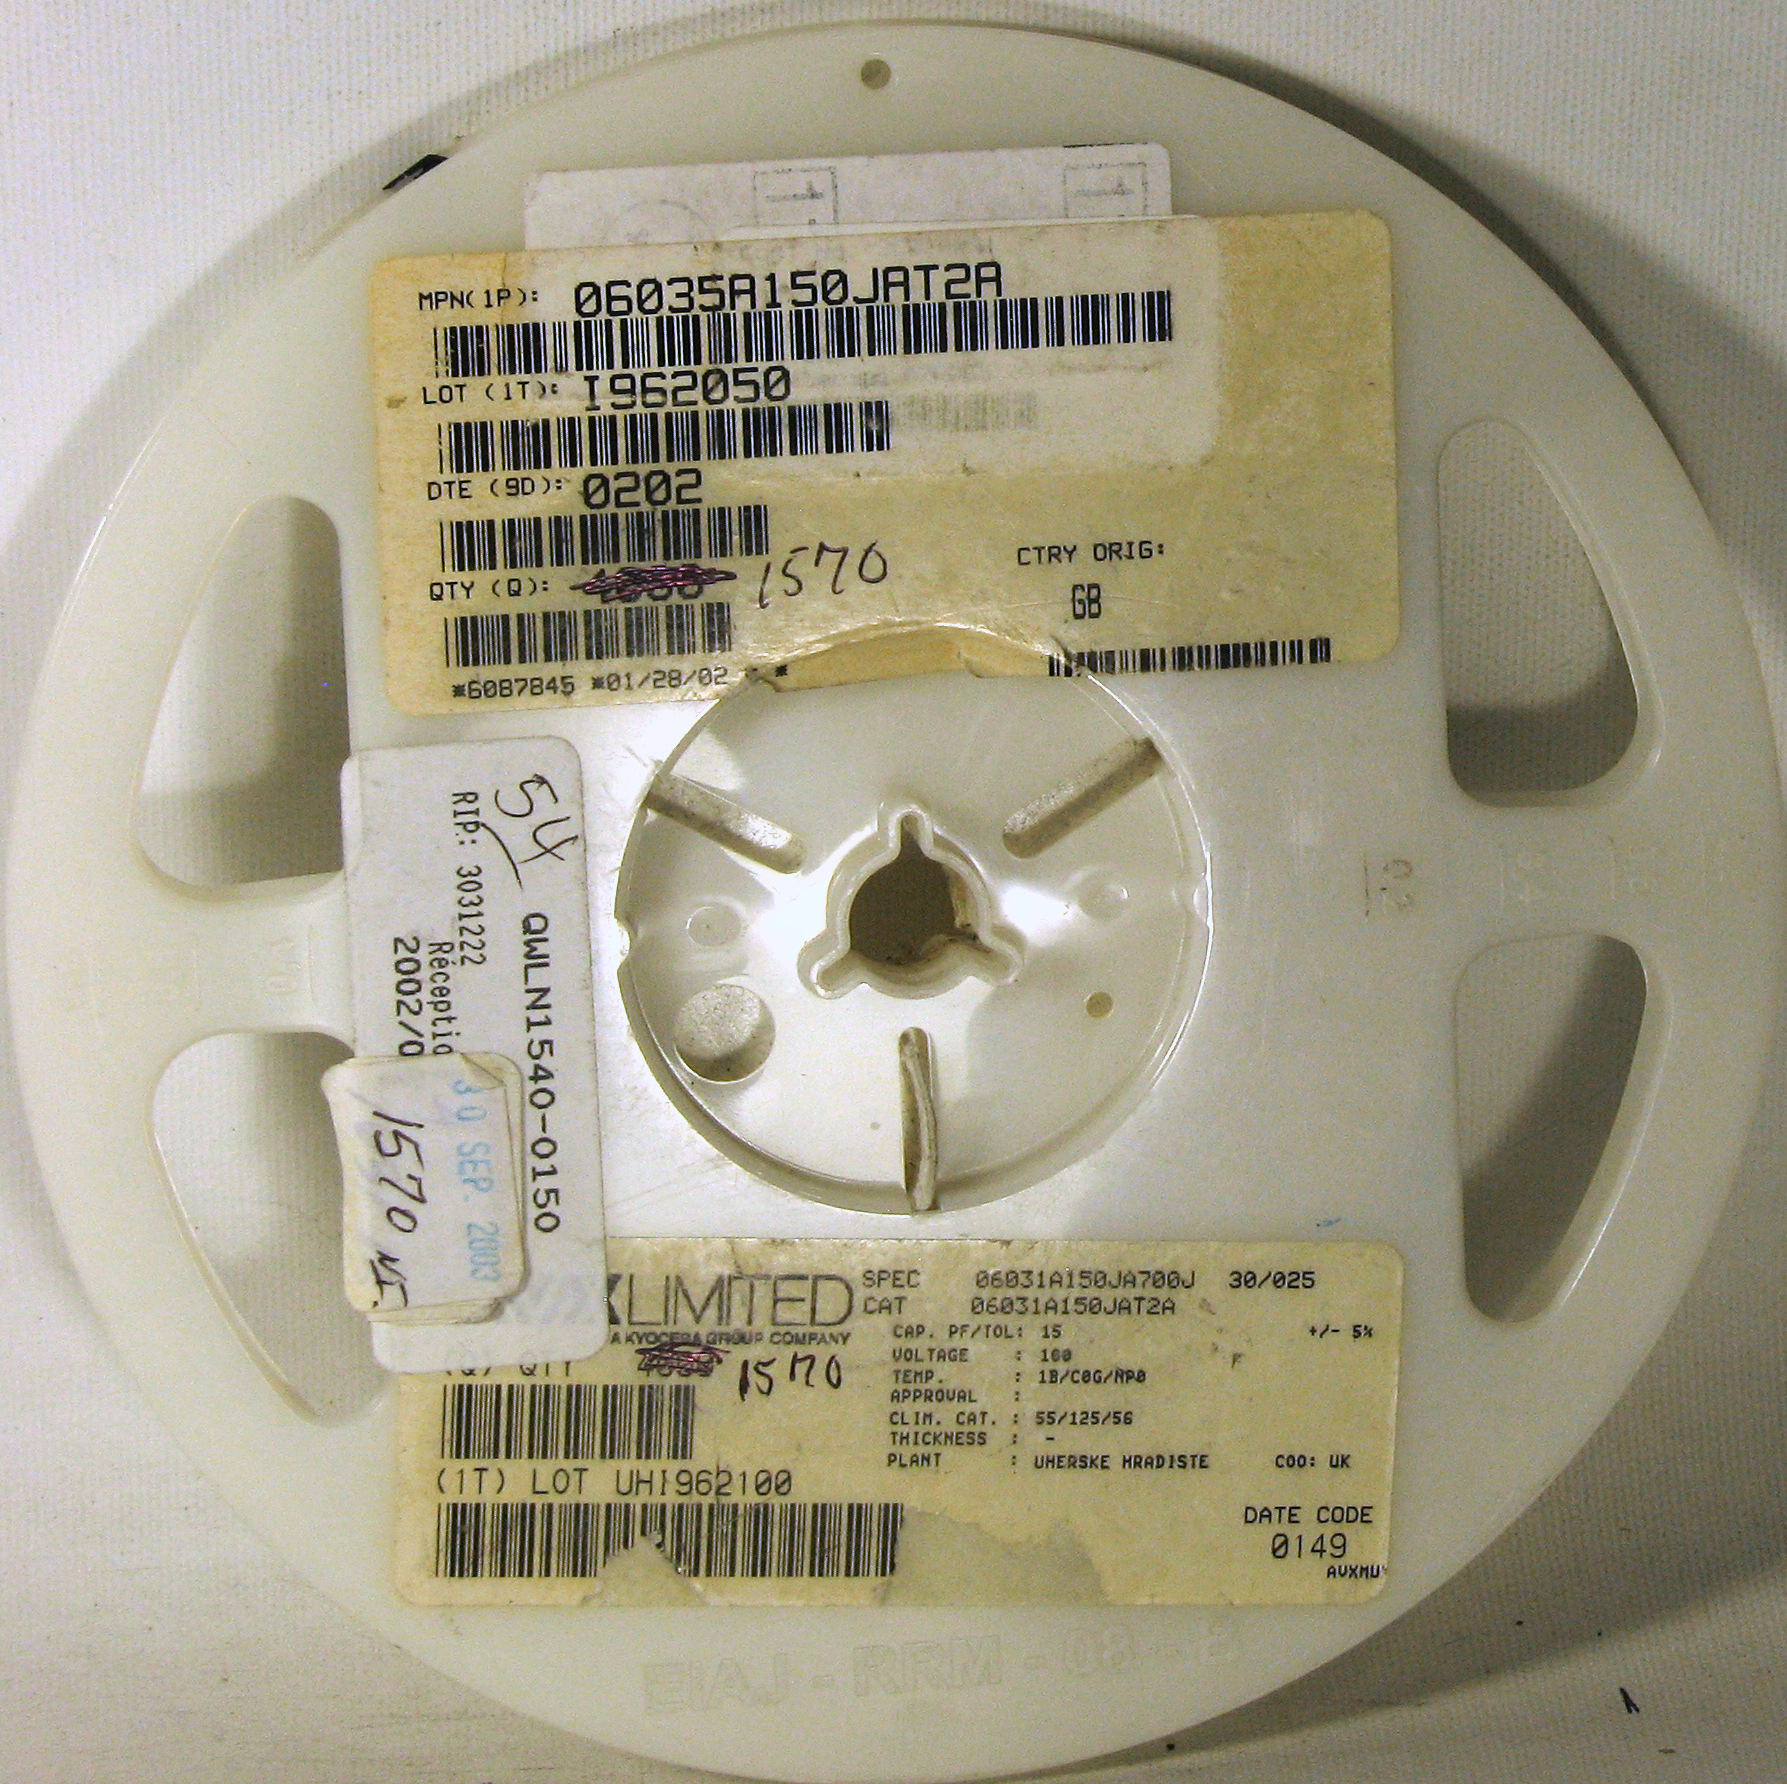 MPN(1P): 06035A150JAT2A
LOT (1T): I962050
DTE (9D): 0202
QTY (Q): 1570
CTRY ORIG:
GB
*6087845 *01/28/02 *
54
QWLN1540-0150
RIP.: 3031222
Réceptio
2002/0
30 SEP. 2003
1570
LIMITED
A KYOCERA GROUP COMPANY
(Q) QTY 1570
(1T) LOT UHI962100
SPEC 06031A150JA700J 30/025
CAT 06031A150JAT2A
CAP. PF/TOL: 15 +/- 5%
VOLTAGE : 100
TEMP. : 1B/C0G/NP0
APPROVAL :
CLIM. CAT. : 55/125/56
THICKNESS : -
PLANT : UHERSKE HRADISTE COO: UK
DATE CODE
0149
AVXMU
EIAJ - RRM - 08